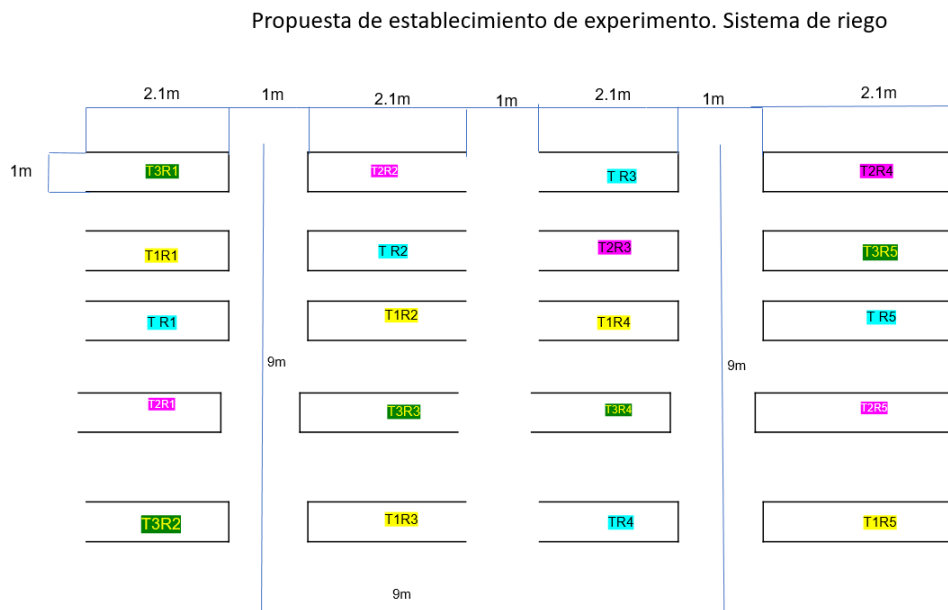 Propuesta de establecimiento de experimento. Sistema de riego
2.1m 1m 2.1m 1m 2.1m 1m 2.1m
1m T3R1 T2R2 T R3 T2R4
T1R1 T R2 T2R3 T3R5
T R1 T1R2 T1R4 T R5
9m 9m
T2R1 T3R3 T3R4 T2R5
T3R2 T1R3 TR4 T1R5
9m